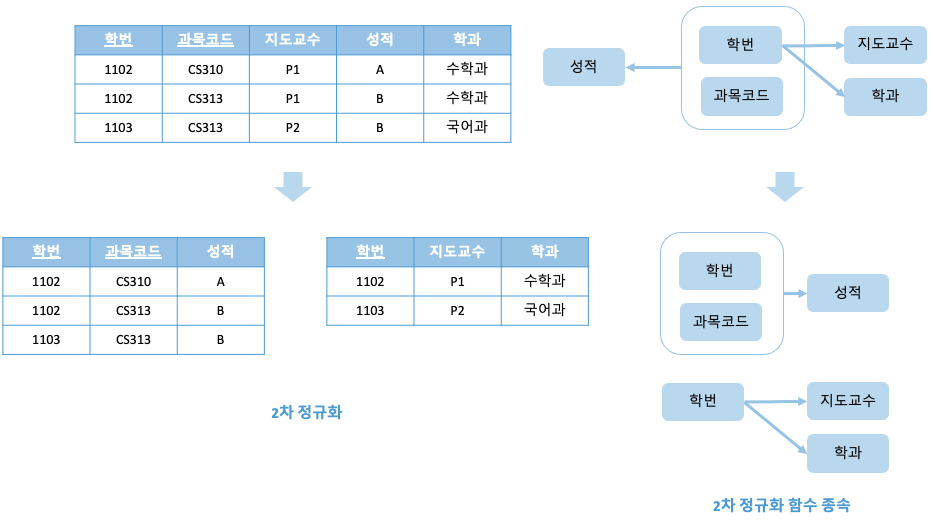 학번 과목코드 지도교수 성적 학과
1102 CS310 P1 A 수학과
1102 CS313 P1 B 수학과
1103 CS313 P2 B 국어과
성적
학번
과목코드
지도교수
학과
학번 과목코드 성적
1102 CS310 A
1102 CS313 B
1103 CS313 B
학번 지도교수 학과
1102 P1 수학과
1103 P2 국어과
2차 정규화
학번
과목코드
성적
학번
지도교수
학과
2차 정규화 함수 종속